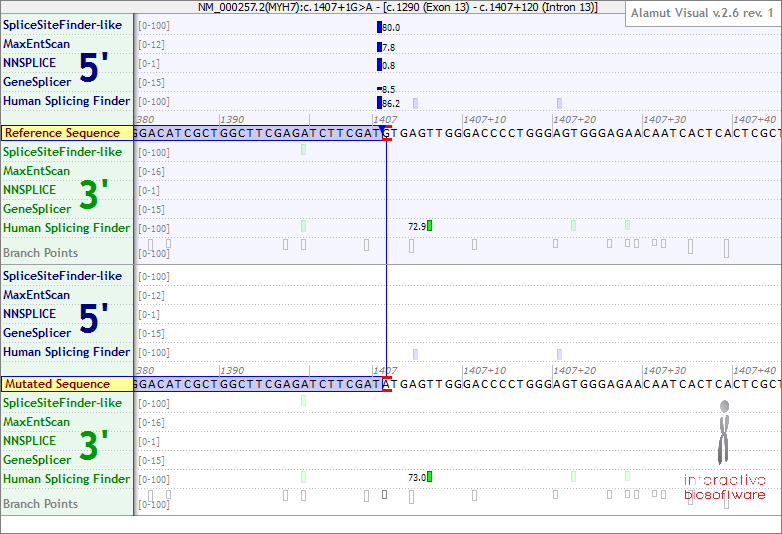 NM_000257.2(MYH7):c.1407+1G>A - [c.1290 (Exon 13) - c.1407+120 (Intron 13)]
Alamut Visual v.2.6 rev. 1
SpliceSiteFinder-like [0-100] 80.0
MaxEntScan [0-12] 7.8
NNSPLICE [0-1] 0.8
5'
GeneSplicer [0-15] 8.5
Human Splicing Finder [0-100] 86.2
380 1390 1407 1407+10 1407+20 1407+30 1407+40
Reference Sequence GGACATCGCTGGCTTCGAGATCTTCGATGTGAGTTGGGACCCCTGGGAGTGGGAGAACAATCACTCACTCGCT
SpliceSiteFinder-like [0-100]
MaxEntScan [0-16]
NNSPLICE [0-1]
3'
GeneSplicer [0-15]
Human Splicing Finder [0-100] 72.9
Branch Points [0-100]
SpliceSiteFinder-like [0-100]
MaxEntScan [0-12]
NNSPLICE [0-1]
5'
GeneSplicer [0-15]
Human Splicing Finder [0-100]
380 1390 1407 1407+10 1407+20 1407+30 1407+40
Mutated Sequence GGACATCGCTGGCTTCGAGATCTTCGATATGAGTTGGGACCCCTGGGAGTGGGAGAACAATCACTCACTCGCT
SpliceSiteFinder-like [0-100]
MaxEntScan [0-16]
NNSPLICE [0-1]
3'
GeneSplicer [0-15]
Human Splicing Finder [0-100] 73.0
Branch Points [0-100]
interactive
biosoftware